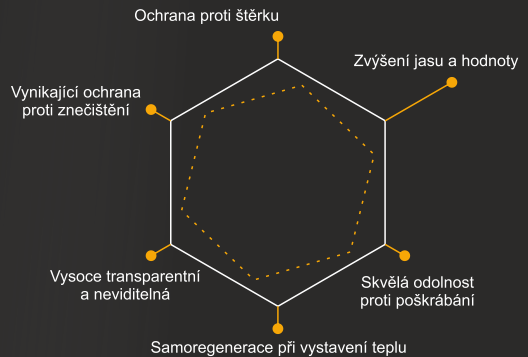 Ochrana proti štěrku
Zvýšení jasu a hodnoty
Vynikající ochrana
proti znečištění
Vysoce transparentní
a neviditelná
Skvělá odolnost
proti poškrábání
Samoregenerace při vystavení teplu